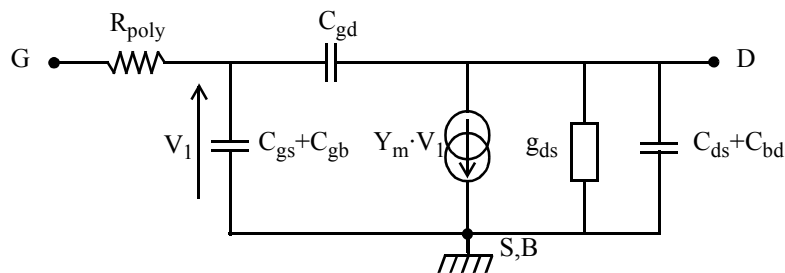 R_poly
C_gd
G
D
V_1
C_gs+C_gb
Y_m·V_1
g_ds
C_ds+C_bd
S,B